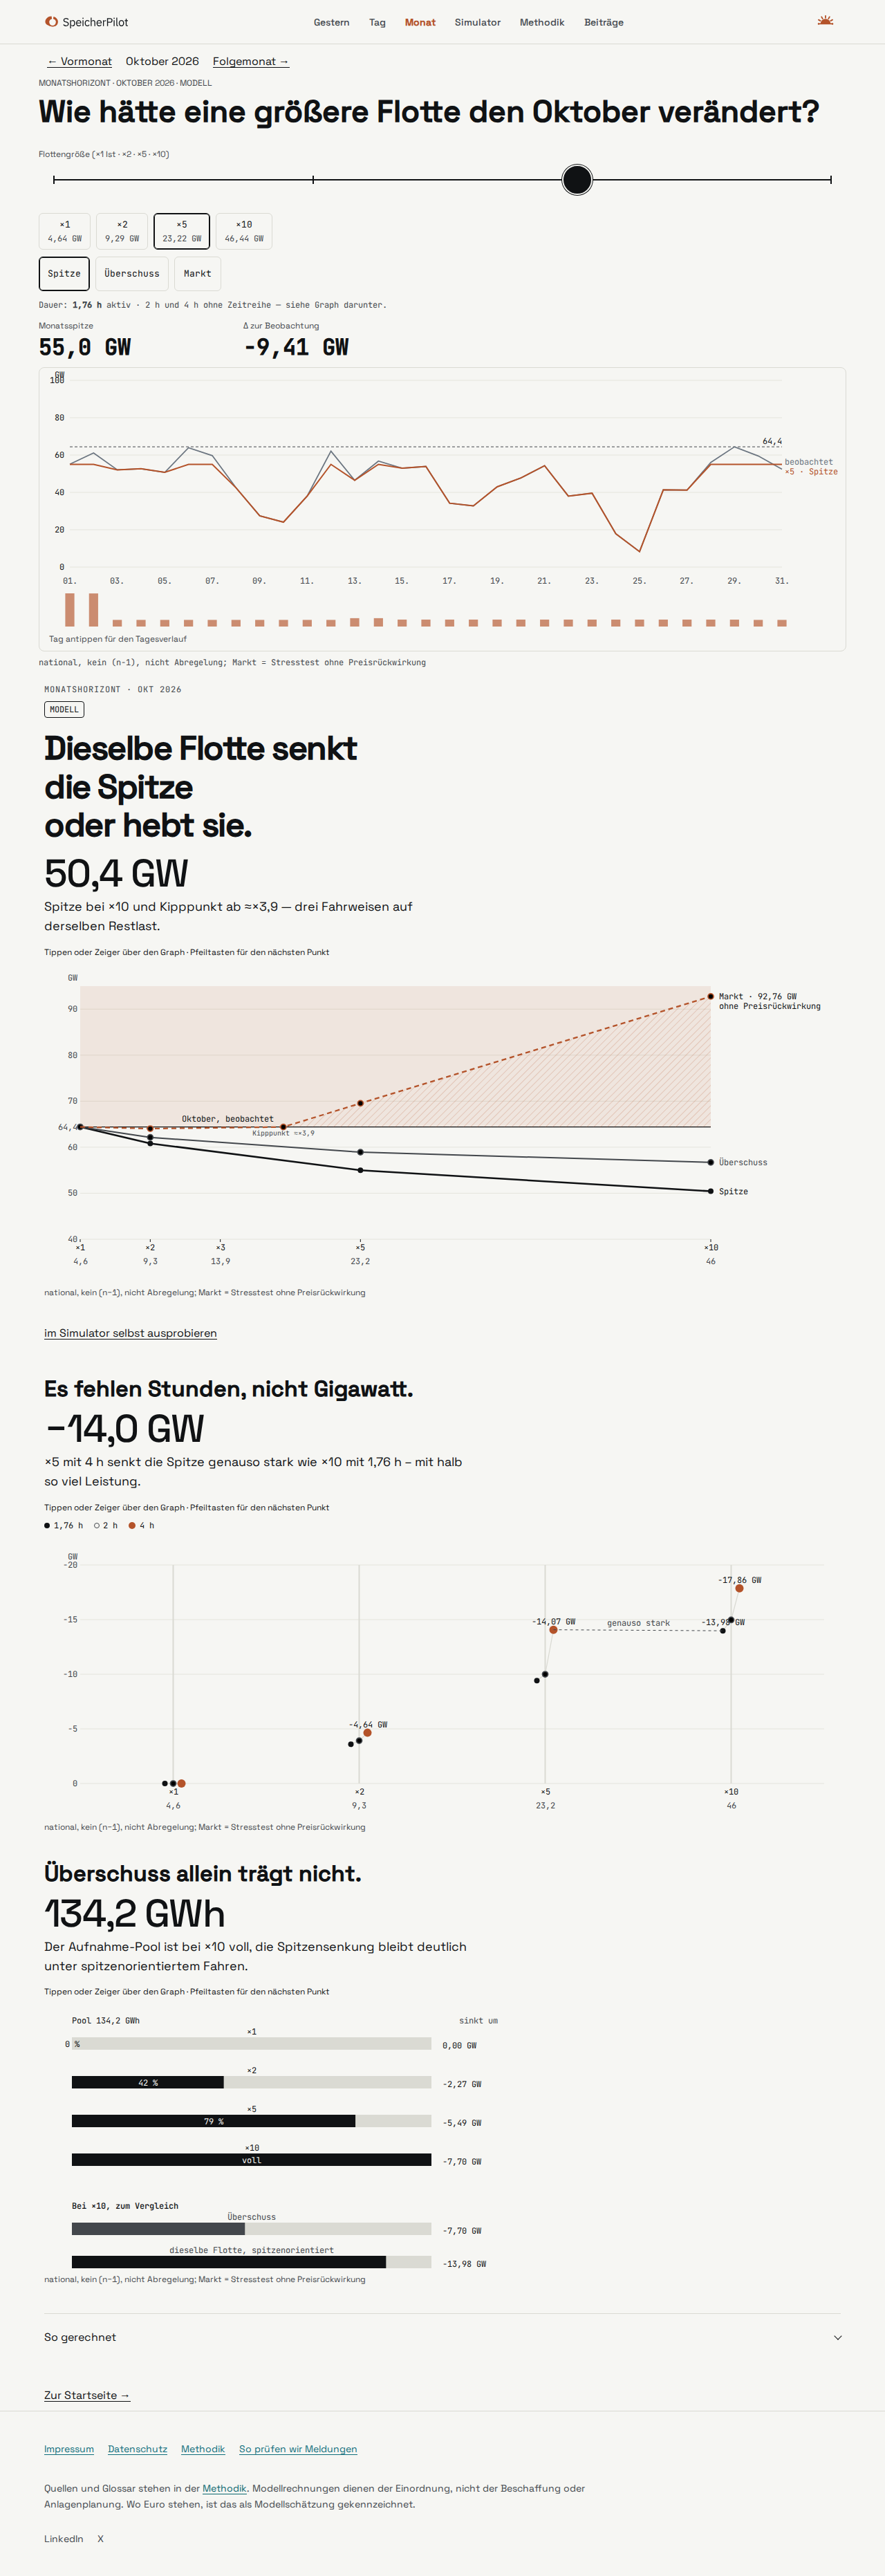 SpeicherPilot
Gestern Tag Monat Simulator Methodik Beiträge
← Vormonat Oktober 2026 Folgemonat →
MONATSHORIZONT · OKTOBER 2026 · MODELL
Wie hätte eine größere Flotte den Oktober verändert?
Flottengröße (×1 Ist · ×2 · ×5 · ×10)
×1 ×2 ×5 ×10
4,64 GW 9,29 GW 23,22 GW 46,44 GW
Spitze Überschuss Markt
Dauer: 1,76 h aktiv · 2 h und 4 h ohne Zeitreihe — siehe Graph darunter.
Monatsspitze Δ zur Beobachtung
55,0 GW -9,41 GW
GW
100
80
64,4
60
beobachtet
×5 · Spitze
40
20
0
01. 03. 05. 07. 09. 11. 13. 15. 17. 19. 21. 23. 25. 27. 29. 31.
Tag antippen für den Tagesverlauf
national, kein (n-1), nicht Abregelung; Markt = Stresstest ohne Preisrückwirkung
MONATSHORIZONT · OKT 2026
MODELL
Dieselbe Flotte senkt
die Spitze
oder hebt sie.
50,4 GW
Spitze bei ×10 und Kipppunkt ab ≈×3,9 — drei Fahrweisen auf
derselben Restlast.
Tippen oder Zeiger über den Graph · Pfeiltasten für den nächsten Punkt
GW
Markt · 92,76 GW
ohne Preisrückwirkung
90
80
70
Oktober, beobachtet
64,4
Kipppunkt ≈×3,9
60
Überschuss
50
Spitze
40
×1 ×2 ×3 ×5 ×10
4,6 9,3 13,9 23,2 46
national, kein (n−1), nicht Abregelung; Markt = Stresstest ohne Preisrückwirkung
im Simulator selbst ausprobieren
Es fehlen Stunden, nicht Gigawatt.
−14,0 GW
×5 mit 4 h senkt die Spitze genauso stark wie ×10 mit 1,76 h – mit halb
so viel Leistung.
Tippen oder Zeiger über den Graph · Pfeiltasten für den nächsten Punkt
1,76 h 2 h 4 h
GW
-20
-17,86 GW
-15
-14,07 GW genauso stark -13,98 GW
-10
-5
-4,64 GW
0
×1 ×2 ×5 ×10
4,6 9,3 23,2 46
national, kein (n−1), nicht Abregelung; Markt = Stresstest ohne Preisrückwirkung
Überschuss allein trägt nicht.
134,2 GWh
Der Aufnahme-Pool ist bei ×10 voll, die Spitzensenkung bleibt deutlich
unter spitzenorientiertem Fahren.
Tippen oder Zeiger über den Graph · Pfeiltasten für den nächsten Punkt
Pool 134,2 GWh sinkt um
×1
0 % 0,00 GW
×2
42 % -2,27 GW
×5
79 % -5,49 GW
×10
voll -7,70 GW
Bei ×10, zum Vergleich
Überschuss
-7,70 GW
dieselbe Flotte, spitzenorientiert
-13,98 GW
national, kein (n−1), nicht Abregelung; Markt = Stresstest ohne Preisrückwirkung
So gerechnet
Zur Startseite →
Impressum Datenschutz Methodik So prüfen wir Meldungen
Quellen und Glossar stehen in der Methodik. Modellrechnungen dienen der Einordnung, nicht der Beschaffung oder
Anlagenplanung. Wo Euro stehen, ist das als Modellschätzung gekennzeichnet.
LinkedIn X